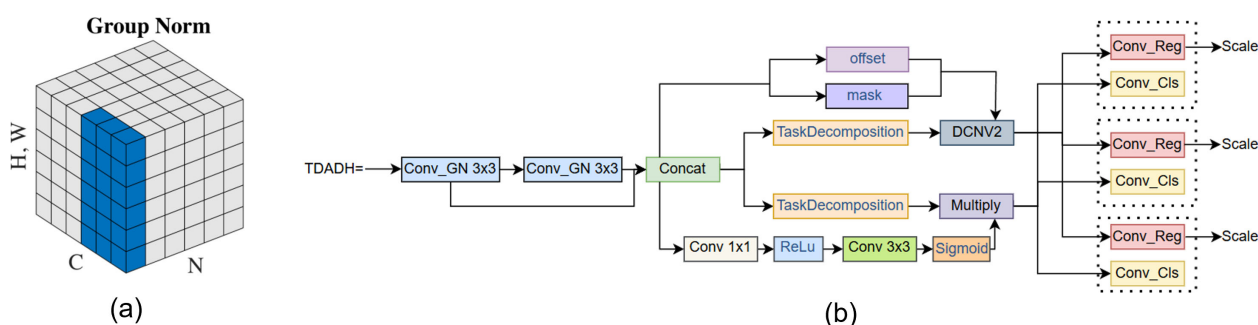 Group Norm
H, W
C
N
(a)
TDADH=
Conv_GN 3x3
Conv_GN 3x3
Concat
offset
mask
TaskDecomposition
DCNV2
TaskDecomposition
Multiply
Conv 1x1
ReLu
Conv 3x3
Sigmoid
Conv_Reg
Scale
Conv_Cls
Conv_Reg
Scale
Conv_Cls
Conv_Reg
Scale
Conv_Cls
(b)